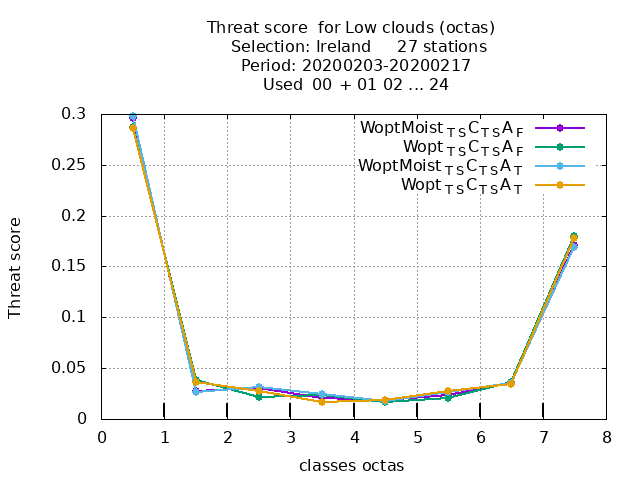 Threat score  for Low clouds (octas)
Selection: Ireland     27 stations
Period: 20200203-20200217
Used  00 + 01 02 ... 24
WoptMoist TS C TS A F
Wopt TS C TS A F
WoptMoist TS C TS A T
Wopt TS C TS A T
0.3
0.25
0.2
0.15
0.1
0.05
0
Threat score
0 1 2 3 4 5 6 7 8
classes octas